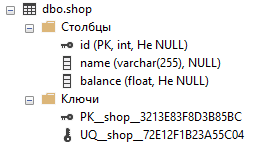 dbo.shop
Столбцы
id (PK, int, Не NULL)
name (varchar(255), NULL)
balance (float, Не NULL)
Ключи
PK__shop__3213E83F8D3B85BC
UQ__shop__72E12F1B23A55C04